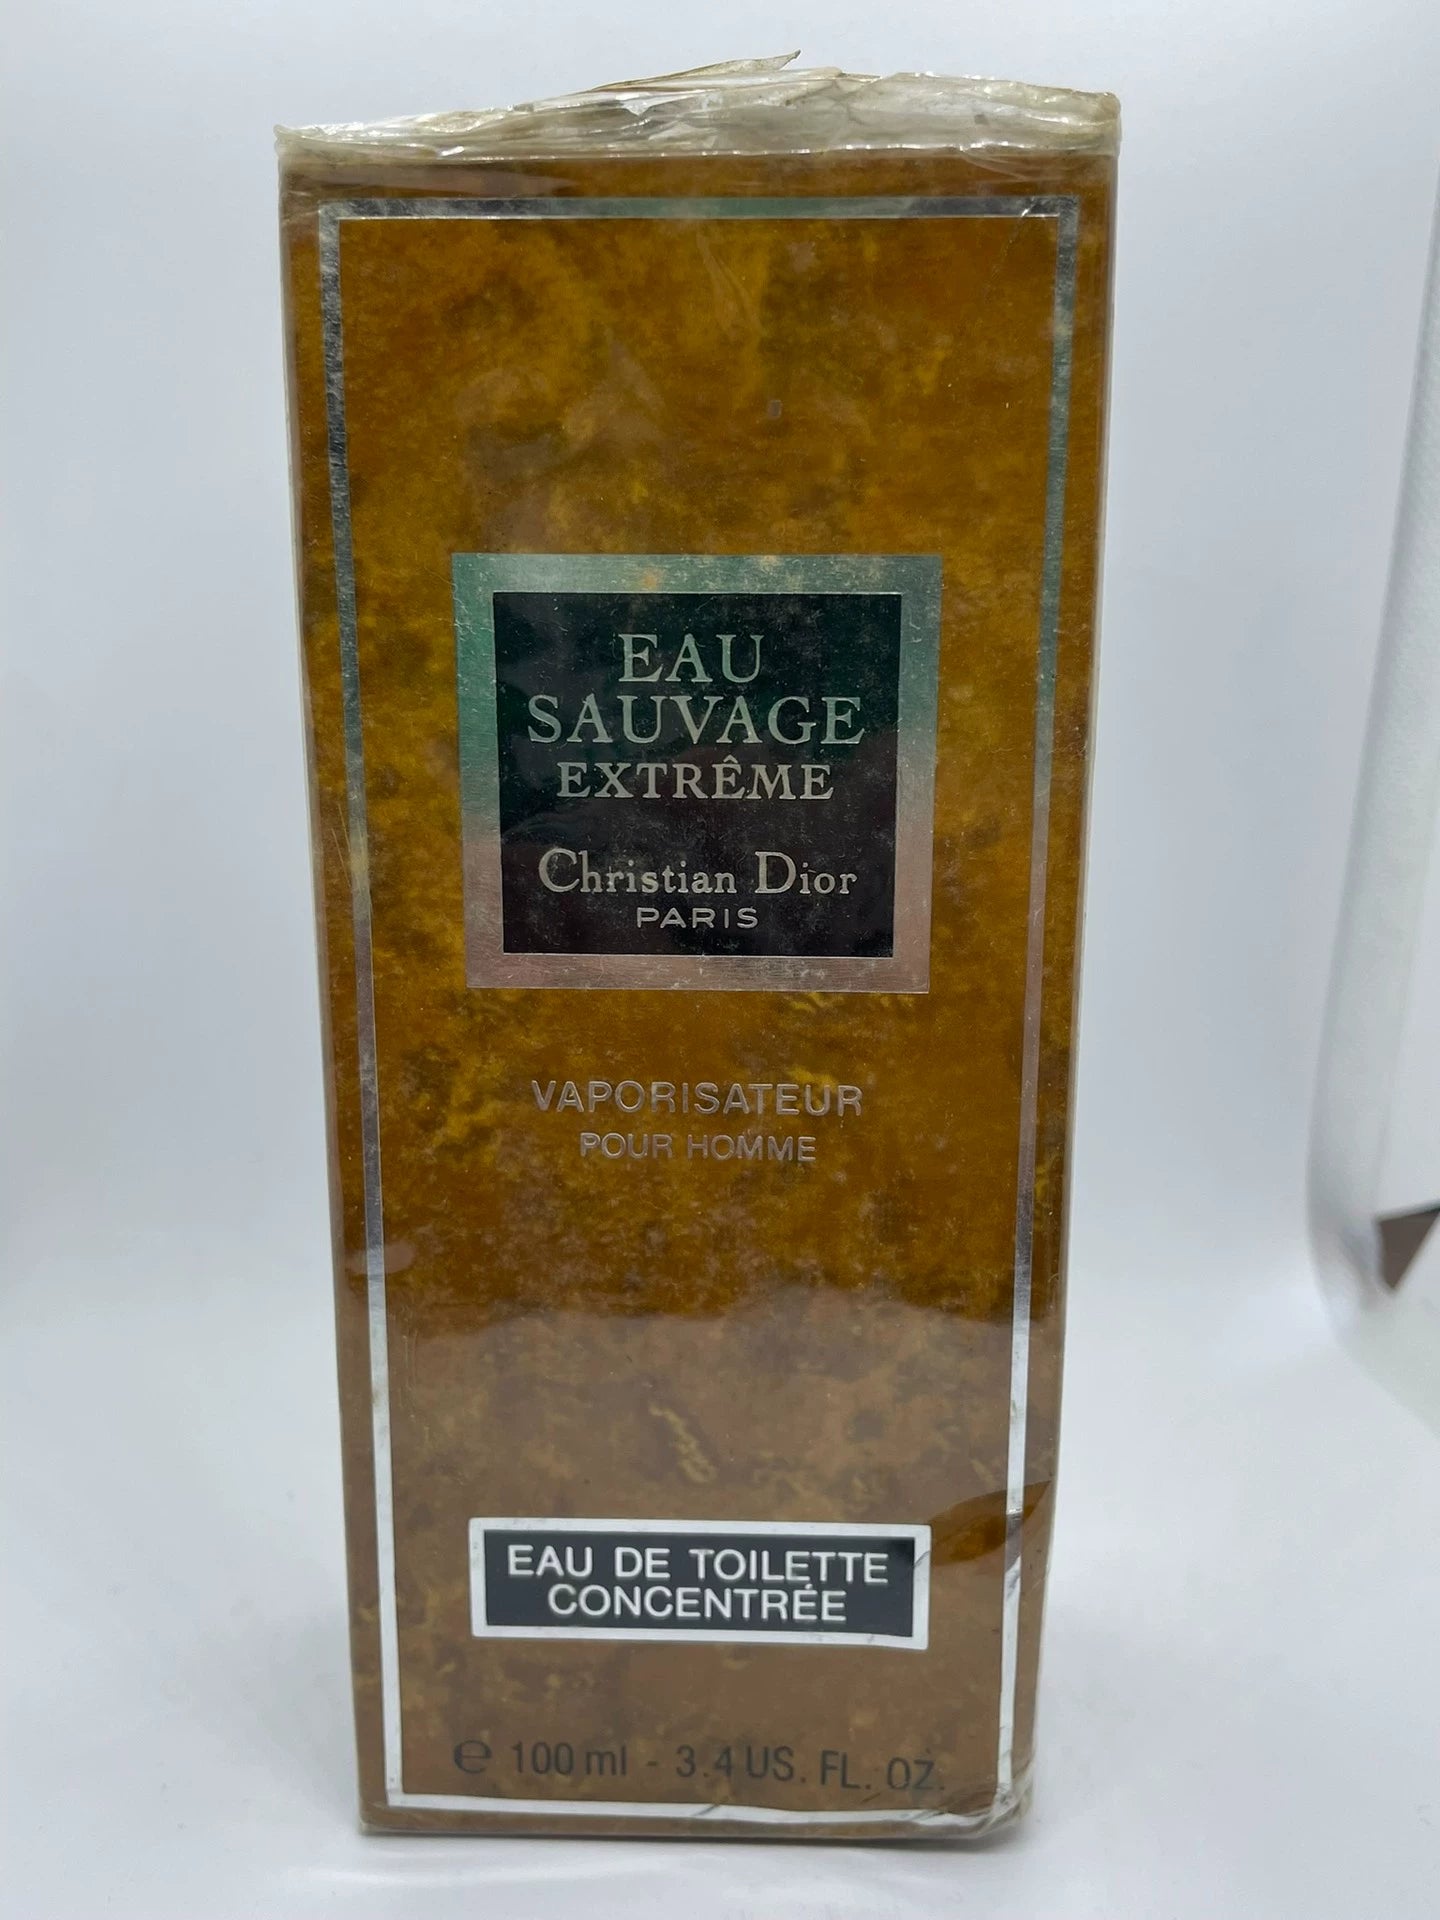 EAU
SAUVAGE
EXTRÊME
Christian Dior
PARIS
VAPORISATEUR
POUR HOMME
EAU DE TOILETTE
CONCENTRÉE
℮ 100 ml - 3.4 US. FL. OZ.